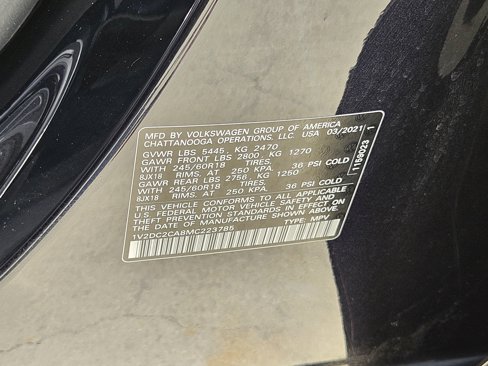 MFD BY VOLKSWAGEN GROUP OF AMERICA
CHATTANOOGA OPERATIONS, LLC. USA 03/2021
GVWR LBS 5445, KG 2470
GAWR FRONT LBS 2800, KG 1270
WITH 245/60R18 TIRES,
8JX18 RIMS. AT 250 KPA. 36 PSI COLD
GAWR REAR LBS 2756, KG 1250
WITH 245/60R18 TIRES,
8JX18 RIMS. AT 250 KPA. 36 PSI COLD
THIS VEHICLE CONFORMS TO ALL APPLICABLE
U.S. FEDERAL MOTOR VEHICLE SAFETY AND
THEFT PREVENTION STANDARDS IN EFFECT ON
THE DATE OF MANUFACTURE SHOWN ABOVE.
1V2DC2CA8MC223785 TYPE: MPV